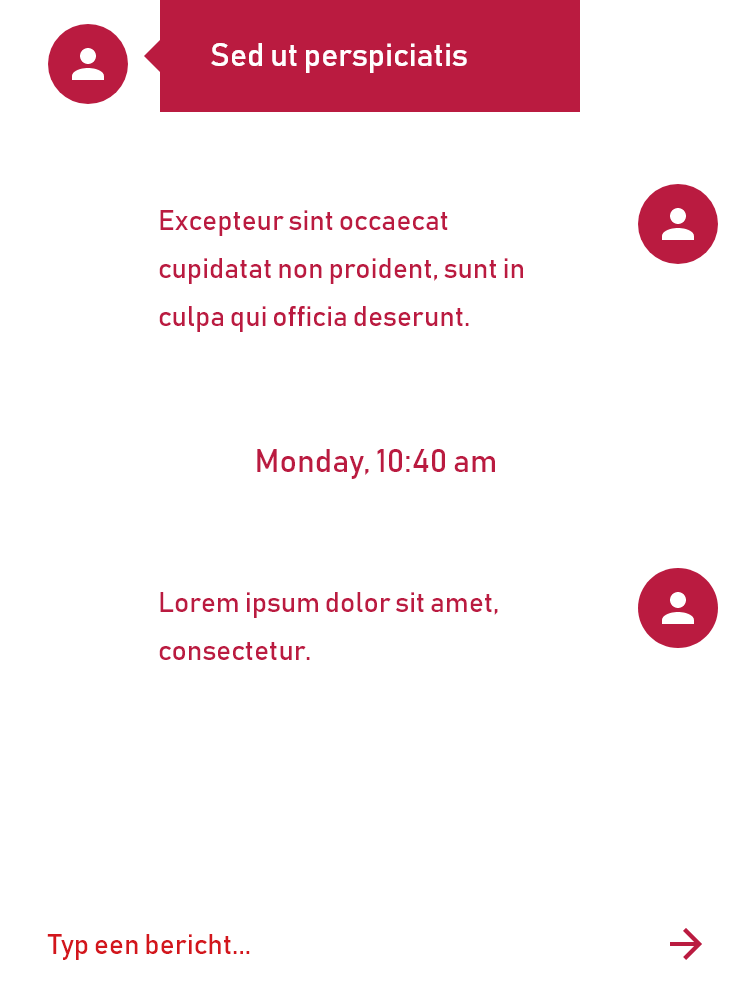 Sed ut perspiciatis
Excepteur sint occaecat
cupidatat non proident, sunt in
culpa qui officia deserunt.
Monday, 10:40 am
Lorem ipsum dolor sit amet,
consectetur.
Typ een bericht...